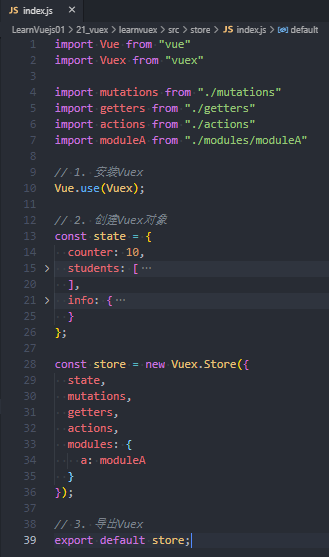 JS index.js ×
LearnVuejs01 > 21_vuex > learnvuex > src > store > JS index.js > default
1 import Vue from "vue"
2 import Vuex from "vuex"
3
4 import mutations from "./mutations"
5 import getters from "./getters"
6 import actions from "./actions"
7 import moduleA from "./modules/moduleA"
8
9 // 1. 安装Vuex
10 Vue.use(Vuex);
11
12 // 2. 创建Vuex对象
13 const state = {
14 counter: 10,
15 students: [ ···
20 ],
21 info: { ···
26 }
27 };
28
29 const store = new Vuex.Store({
30 state,
31 mutations,
32 getters,
33 actions,
34 modules: {
35 a: moduleA
36 }
37 });
38
39 // 3. 导出Vuex
export default store;